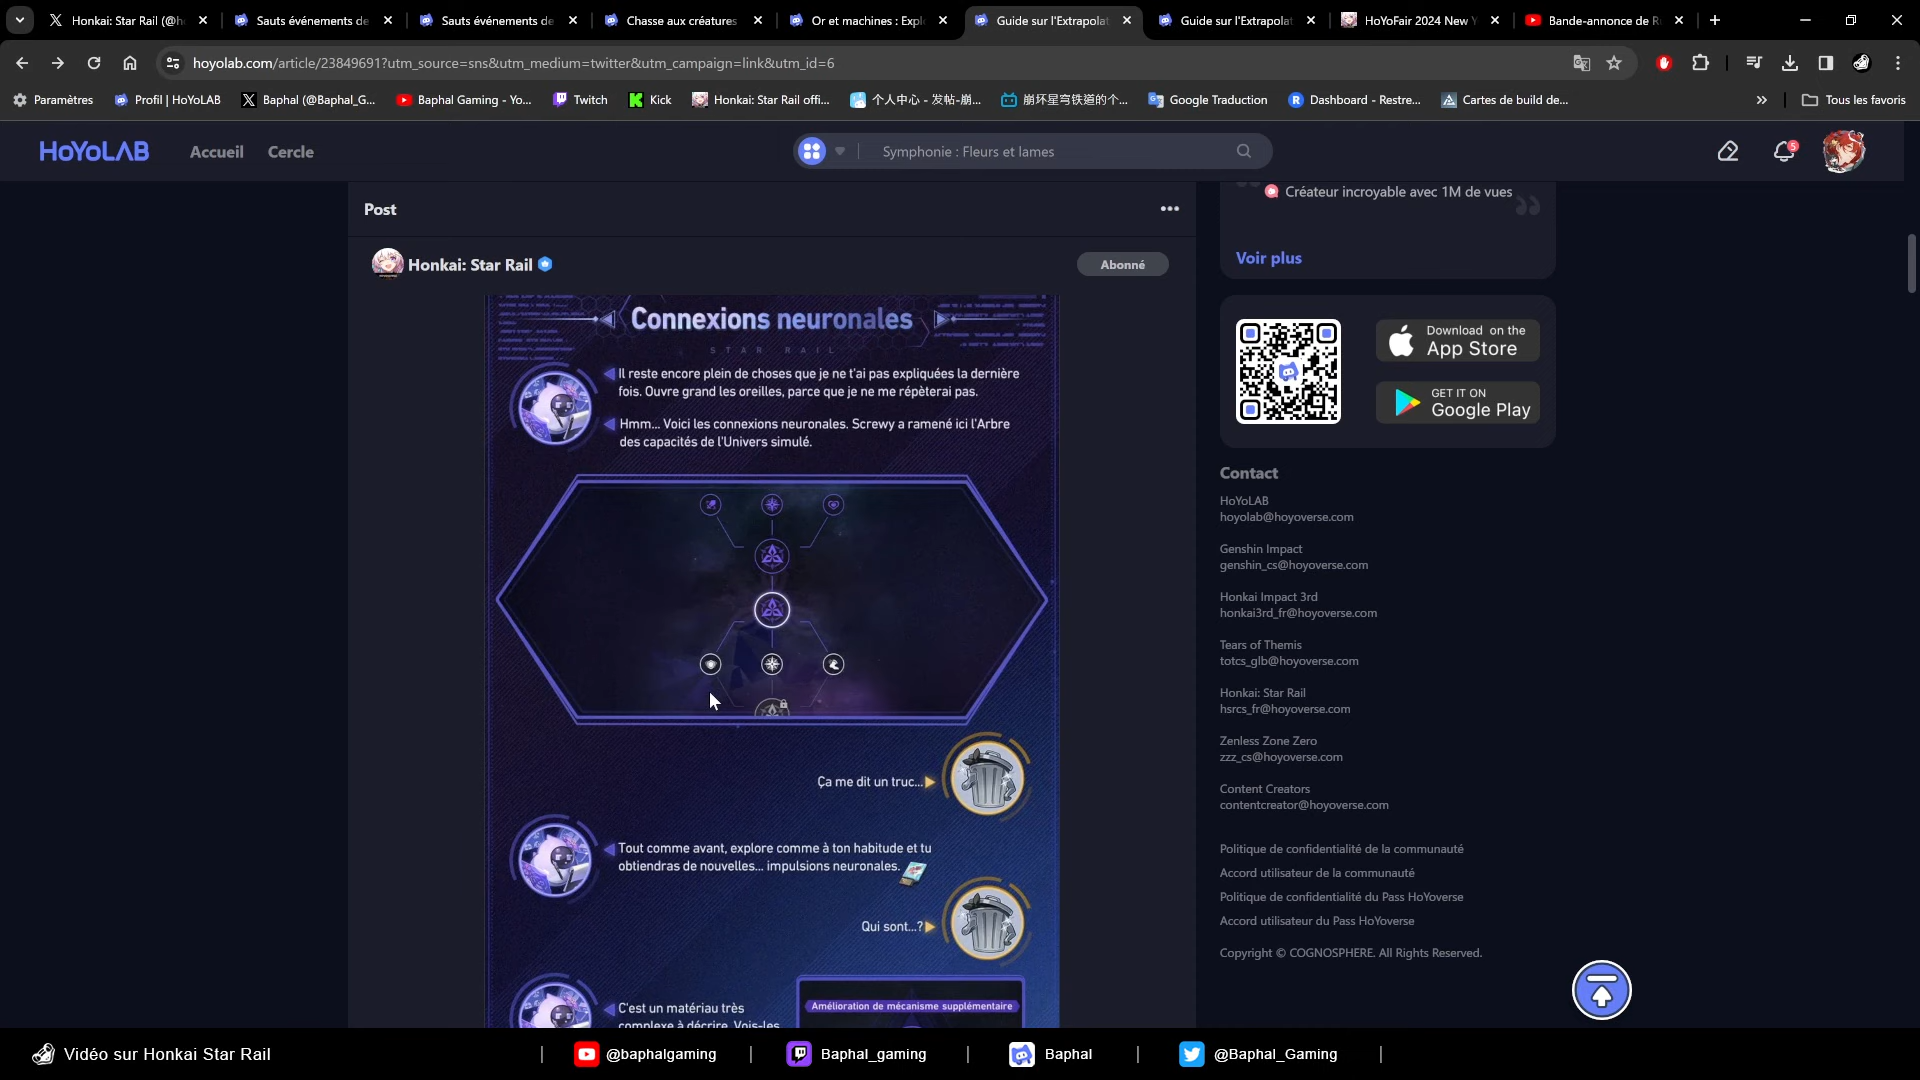 Honkai: Star Rail (@h
Sauts événements de
Sauts événements de
Chasse aux créatures
Or et machines : Expl
Guide sur l'Extrapolat
Guide sur l'Extrapolat
HoYoFair 2024 New Y
Bande-annonce de R
hoyolab.com/article/23849691?utm_source=sns&utm_medium=twitter&utm_campaign=link&utm_id=6
Paramètres
Profil | HoYoLAB
Baphal (@Baphal_G...
Baphal Gaming - Yo...
Twitch
Kick
Honkai: Star Rail offi...
个人中心 - 发帖-崩...
崩坏星穹铁道的个...
Google Traduction
Dashboard - Restre...
Cartes de build de...
Tous les favoris
HoYoLAB
Accueil
Cercle
Symphonie : Fleurs et lames
5
Post
Honkai: Star Rail
Abonné
Connexions neuronales
STAR RAIL
Il reste encore plein de choses que je ne t'ai pas expliquées la dernière
fois. Ouvre grand les oreilles, parce que je ne me répèterai pas.
Hmm... Voici les connexions neuronales. Screwy a ramené ici l'Arbre
des capacités de l'Univers simulé.
Ça me dit un truc...
Tout comme avant, explore comme à ton habitude et tu
obtiendras de nouvelles... impulsions neuronales.
Qui sont...?
C'est un matériau très
complexe à décrire. Vois-les
Amélioration de mécanisme supplémentaire
Créateur incroyable avec 1M de vues
Voir plus
Download on the
App Store
GET IT ON
Google Play
Contact
HoYoLAB
hoyolab@hoyoverse.com
Genshin Impact
genshin_cs@hoyoverse.com
Honkai Impact 3rd
honkai3rd_fr@hoyoverse.com
Tears of Themis
totcs_glb@hoyoverse.com
Honkai: Star Rail
hsrcs_fr@hoyoverse.com
Zenless Zone Zero
zzz_cs@hoyoverse.com
Content Creators
contentcreator@hoyoverse.com
Politique de confidentialité de la communauté
Accord utilisateur de la communauté
Politique de confidentialité du Pass HoYoverse
Accord utilisateur du Pass HoYoverse
Copyright © COGNOSPHERE. All Rights Reserved.
Vidéo sur Honkai Star Rail
@baphalgaming
Baphal_gaming
Baphal
@Baphal_Gaming